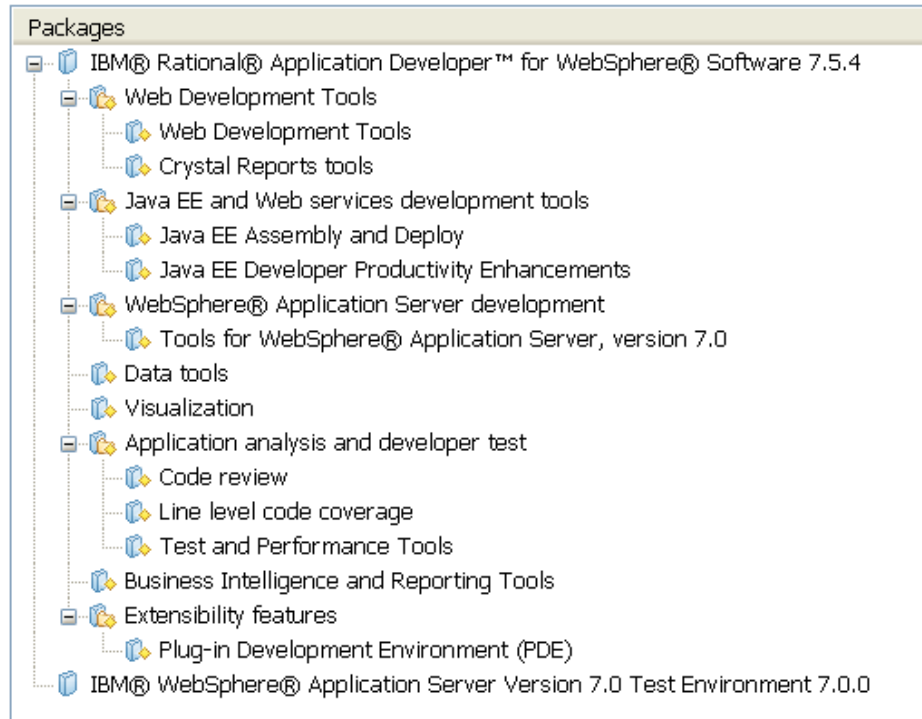 Packages
IBM® Rational® Application Developer™ for WebSphere® Software 7.5.4
Web Development Tools
Web Development Tools
Crystal Reports tools
Java EE and Web services development tools
Java EE Assembly and Deploy
Java EE Developer Productivity Enhancements
WebSphere® Application Server development
Tools for WebSphere® Application Server, version 7.0
Data tools
Visualization
Application analysis and developer test
Code review
Line level code coverage
Test and Performance Tools
Business Intelligence and Reporting Tools
Extensibility features
Plug-in Development Environment (PDE)
IBM® WebSphere® Application Server Version 7.0 Test Environment 7.0.0